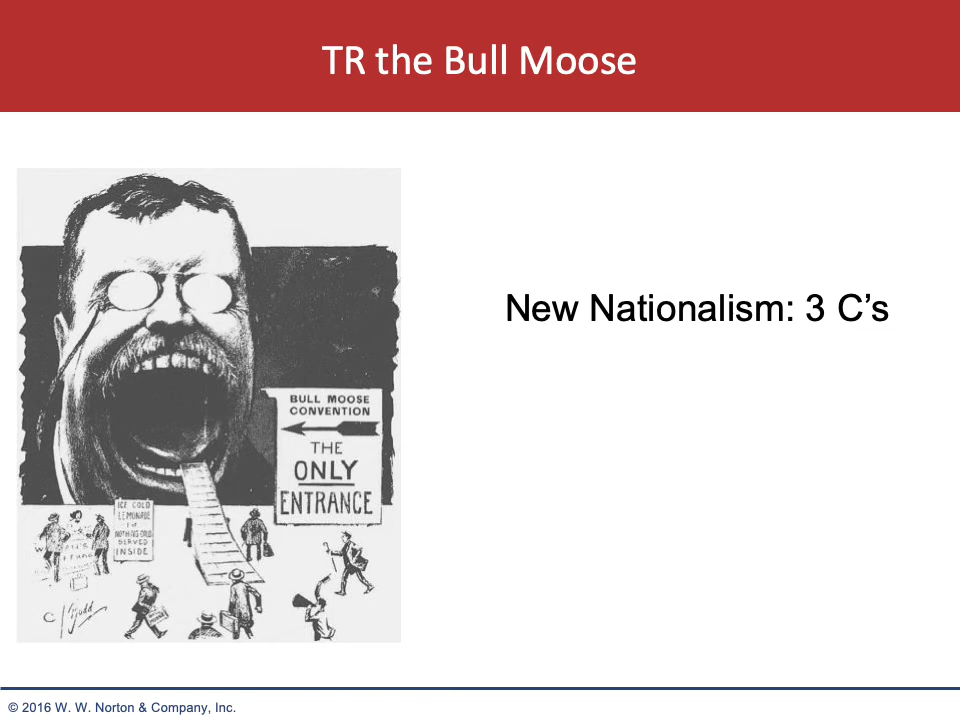 TR the Bull Moose
New Nationalism: 3 C’s
BULL MOOSE
CONVENTION
THE
ONLY
ENTRANCE
ICE COLD
LEMONADE
NOTHING
SERVED
INSIDE
© 2016 W. W. Norton & Company, Inc.